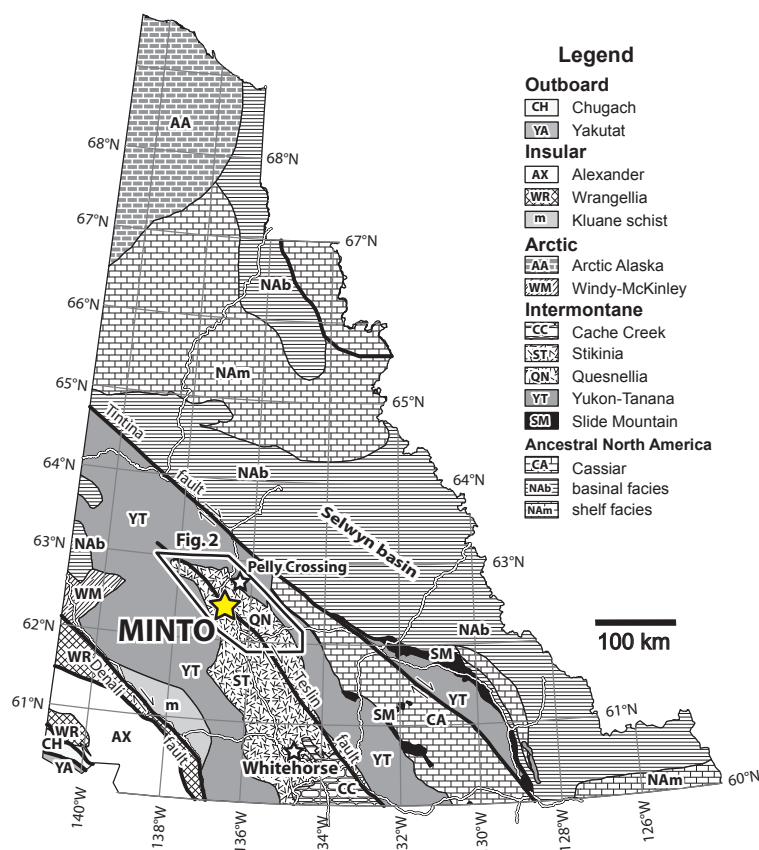 Legend
Outboard
CH Chugach
YA Yakutat
Insular
AX Alexander
WR Wrangellia
m Kluane schist
Arctic
AA Arctic Alaska
WM Windy-McKinley
Intermontane
CC Cache Creek
ST Stikinia
QN Quesnellia
YT Yukon-Tanana
SM Slide Mountain
Ancestral North America
CA Cassiar
NAb basinal facies
NAm shelf facies
AA
68°N
68°N
67°N
67°N
NAb
66°N
NAm
65°N
65°N
Tintina
fault
64°N
NAb
64°N
YT
Selwyn basin
Fig. 2
63°N
NAb
Pelly Crossing
63°N
WM
QN
MINTO
62°N
100 km
NAb
WR
SM
Denali
fault
YT
ST
Teslin
fault
YT
61°N
m
SM
CA
61°N
WR
AX
CH
YA
YT
Whitehorse
CC
NAm
60°N
140°W
138°W
136°W
34°W
32°W
30°W
128°W
126°W